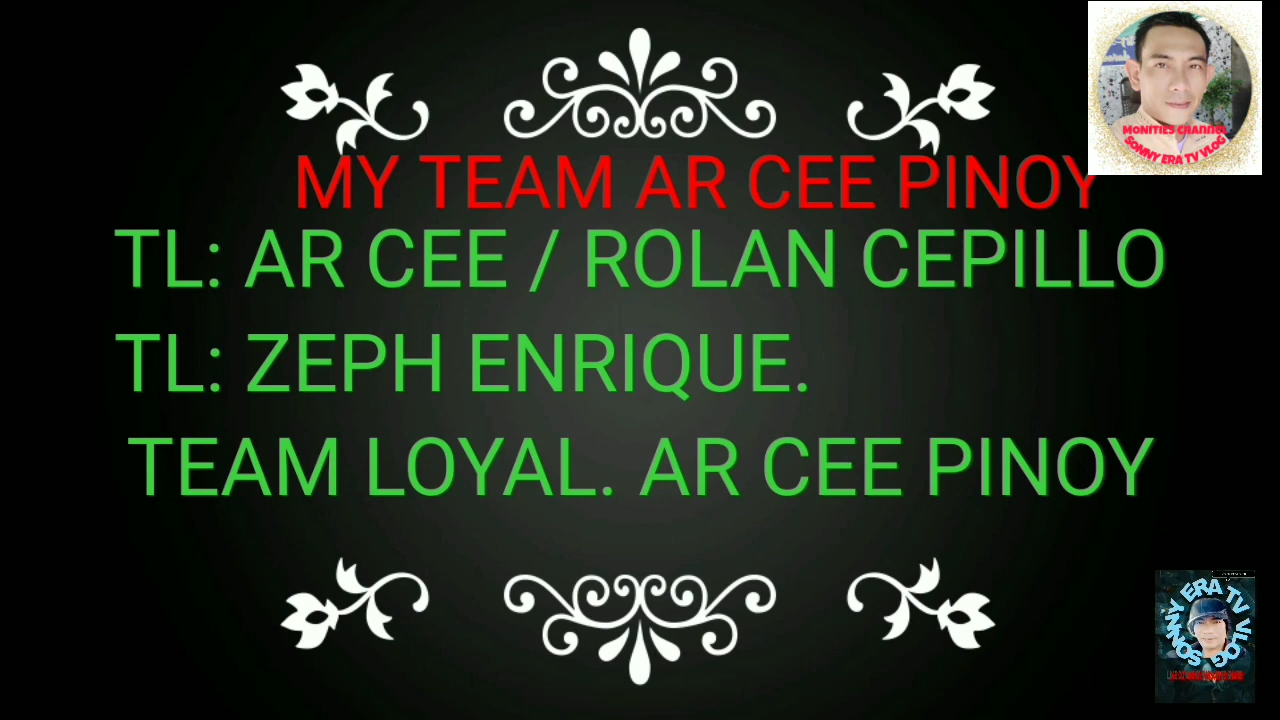 MONITIES CHANNEL
SONNY ERA TV VLOG
MY TEAM AR CEE PINOY
TL: AR CEE / ROLAN CEPILLO
TL: ZEPH ENRIQUE.
TEAM LOYAL. AR CEE PINOY
SONNY ERA TV VLOG